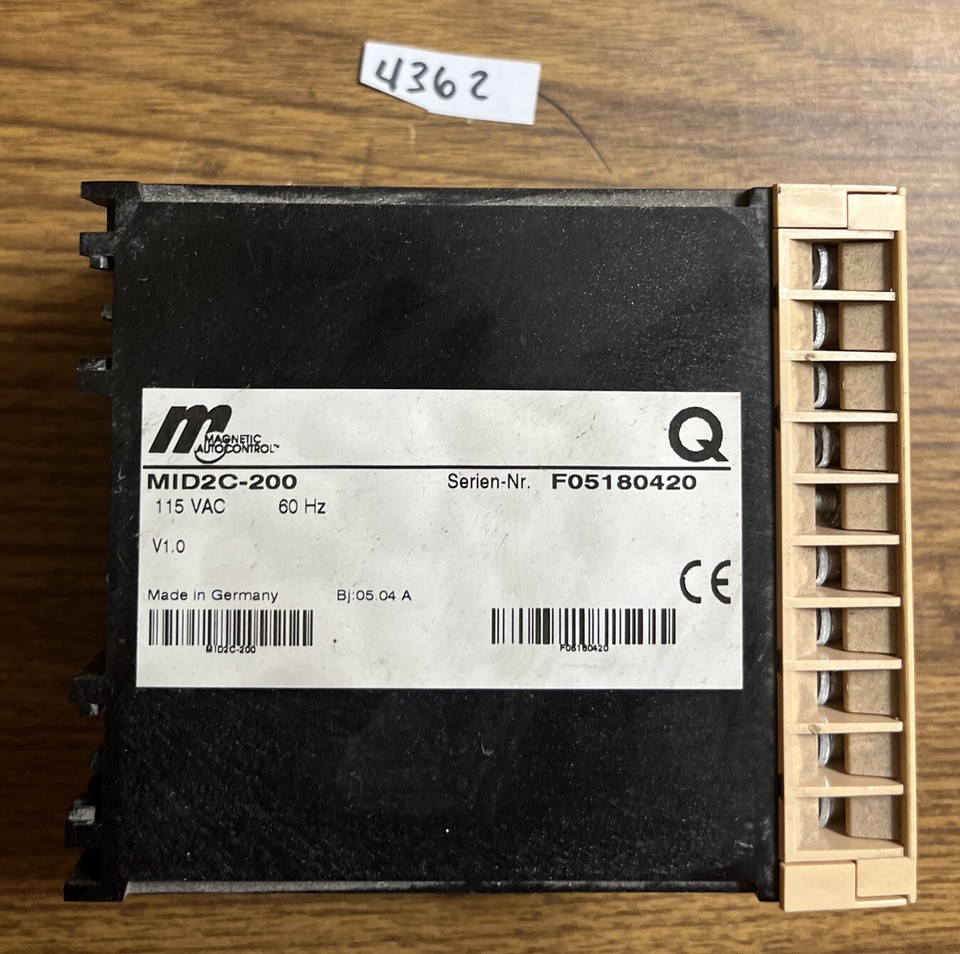 4362
m MAGNETIC
AUTOCONTROL™
Q
MID2C-200 Serien-Nr. F05180420
115 VAC 60 Hz
V1.0
CE
Made in Germany Bj:05.04 A
MID2C-200 F05180420